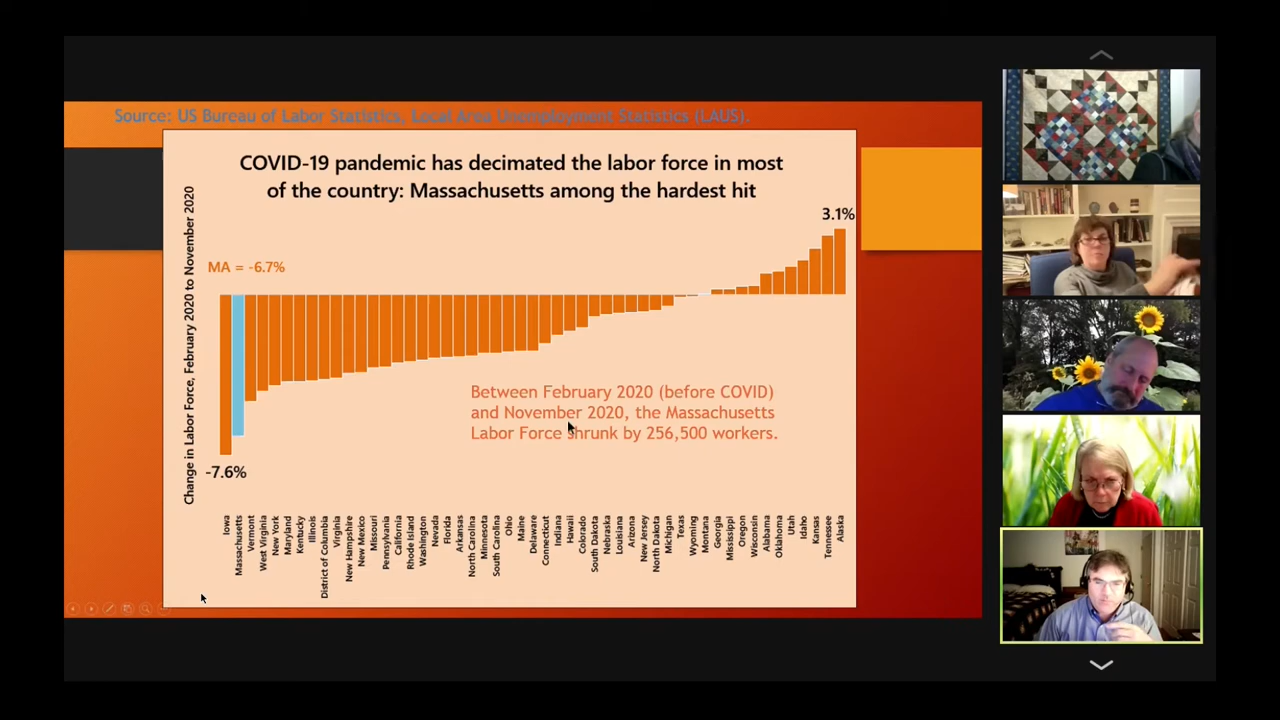 Source: US Bureau of Labor Statistics, Local Area Unemployment Statistics (LAUS).
COVID-19 pandemic has decimated the labor force in most
of the country: Massachusetts among the hardest hit
Change in Labor Force, February 2020 to November 2020
3.1%
MA = -6.7%
Between February 2020 (before COVID)
and November 2020, the Massachusetts
Labor Force shrunk by 256,500 workers.
-7.6%
Iowa
Massachusetts
Vermont
West Virginia
New York
Maryland
Kentucky
Illinois
District of Columbia
Virginia
New Hampshire
New Mexico
Missouri
Pennsylvania
California
Rhode Island
Washington
Nevada
Florida
Arkansas
North Carolina
Minnesota
South Carolina
Ohio
Maine
Delaware
Connecticut
Indiana
Hawaii
Colorado
South Dakota
Nebraska
Louisiana
Arizona
New Jersey
North Dakota
Michigan
Texas
Wyoming
Montana
Georgia
Mississippi
Oregon
Wisconsin
Alabama
Oklahoma
Utah
Idaho
Kansas
Tennessee
Alaska